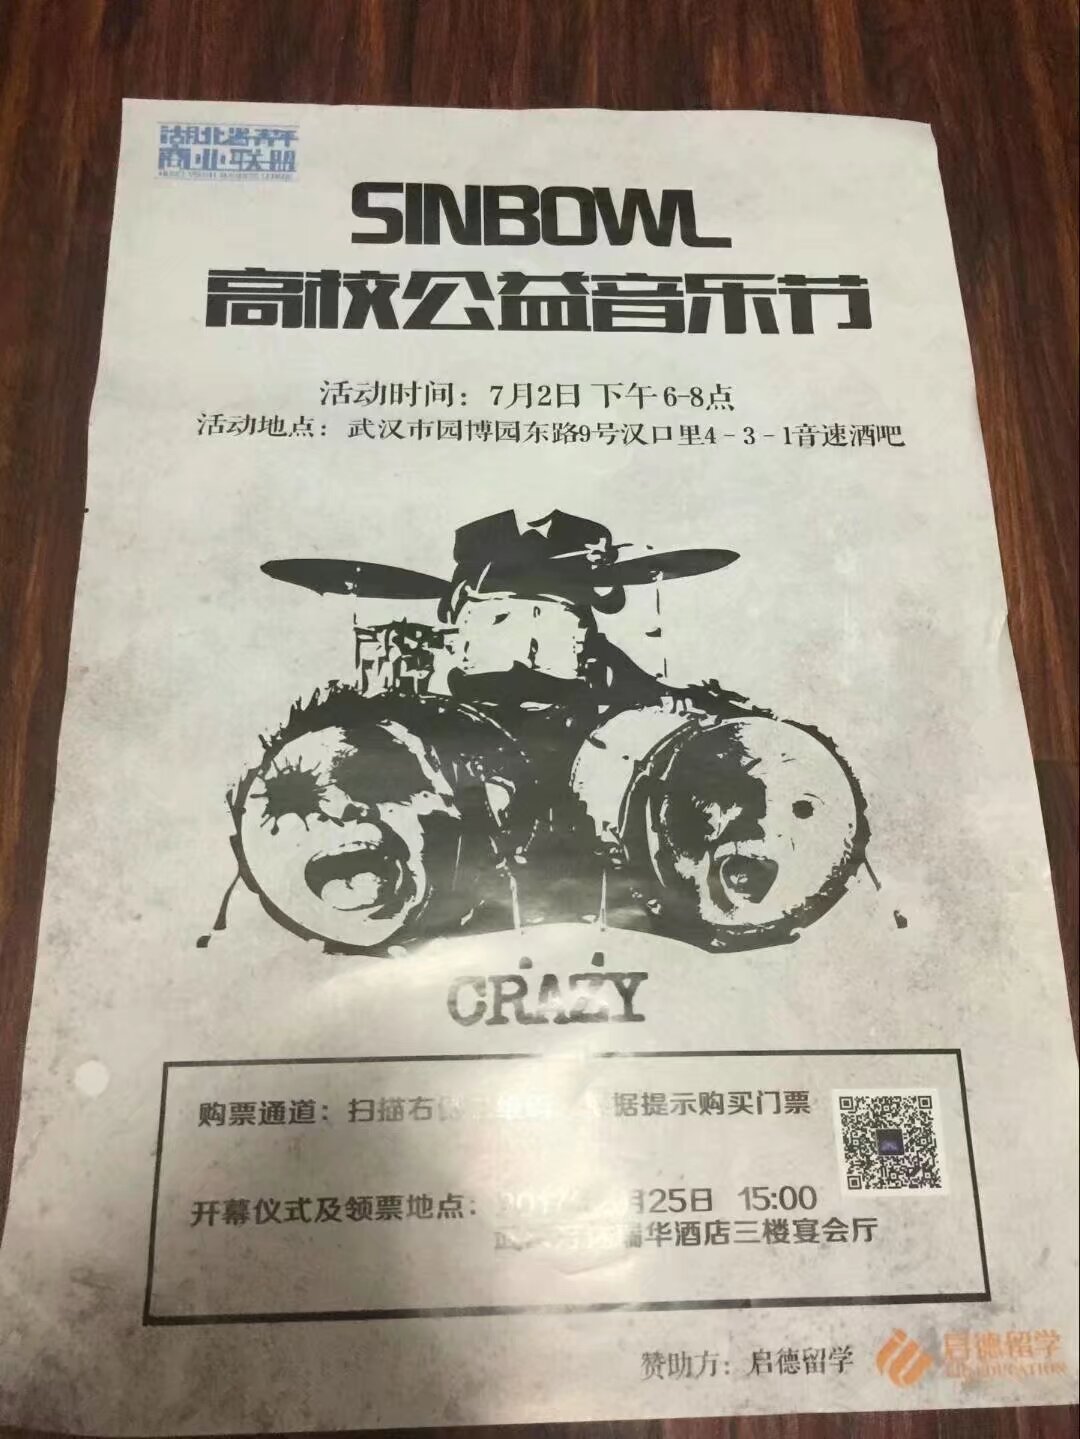 湖北省青年
商业联盟
SINBOWL
高校公益音乐节
活动时间：7月2日 下午 6-8点
活动地点：武汉市园博园东路9号汉口里4－3－1音速酒吧
CRAZY
购票通道：扫描右 据提示购买门票
开幕仪式及领票地点： 25日 15:00
华酒店三楼宴会厅
赞助方：启德留学
启德留学
EDUCATION